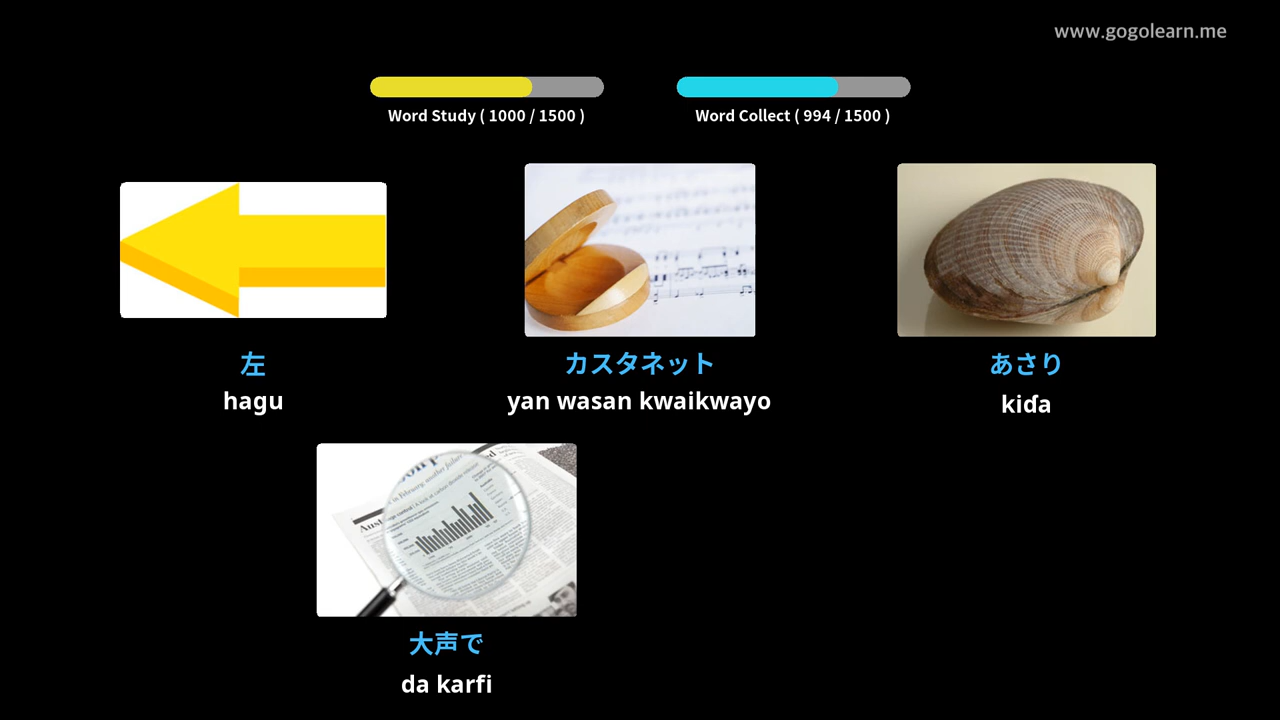 www.gogolearn.me
Word Study ( 1000 / 1500 )
Word Collect ( 994 / 1500 )
左
hagu
カスタネット
yan wasan kwaikwayo
あさり
kiɗa
大声で
da karfi